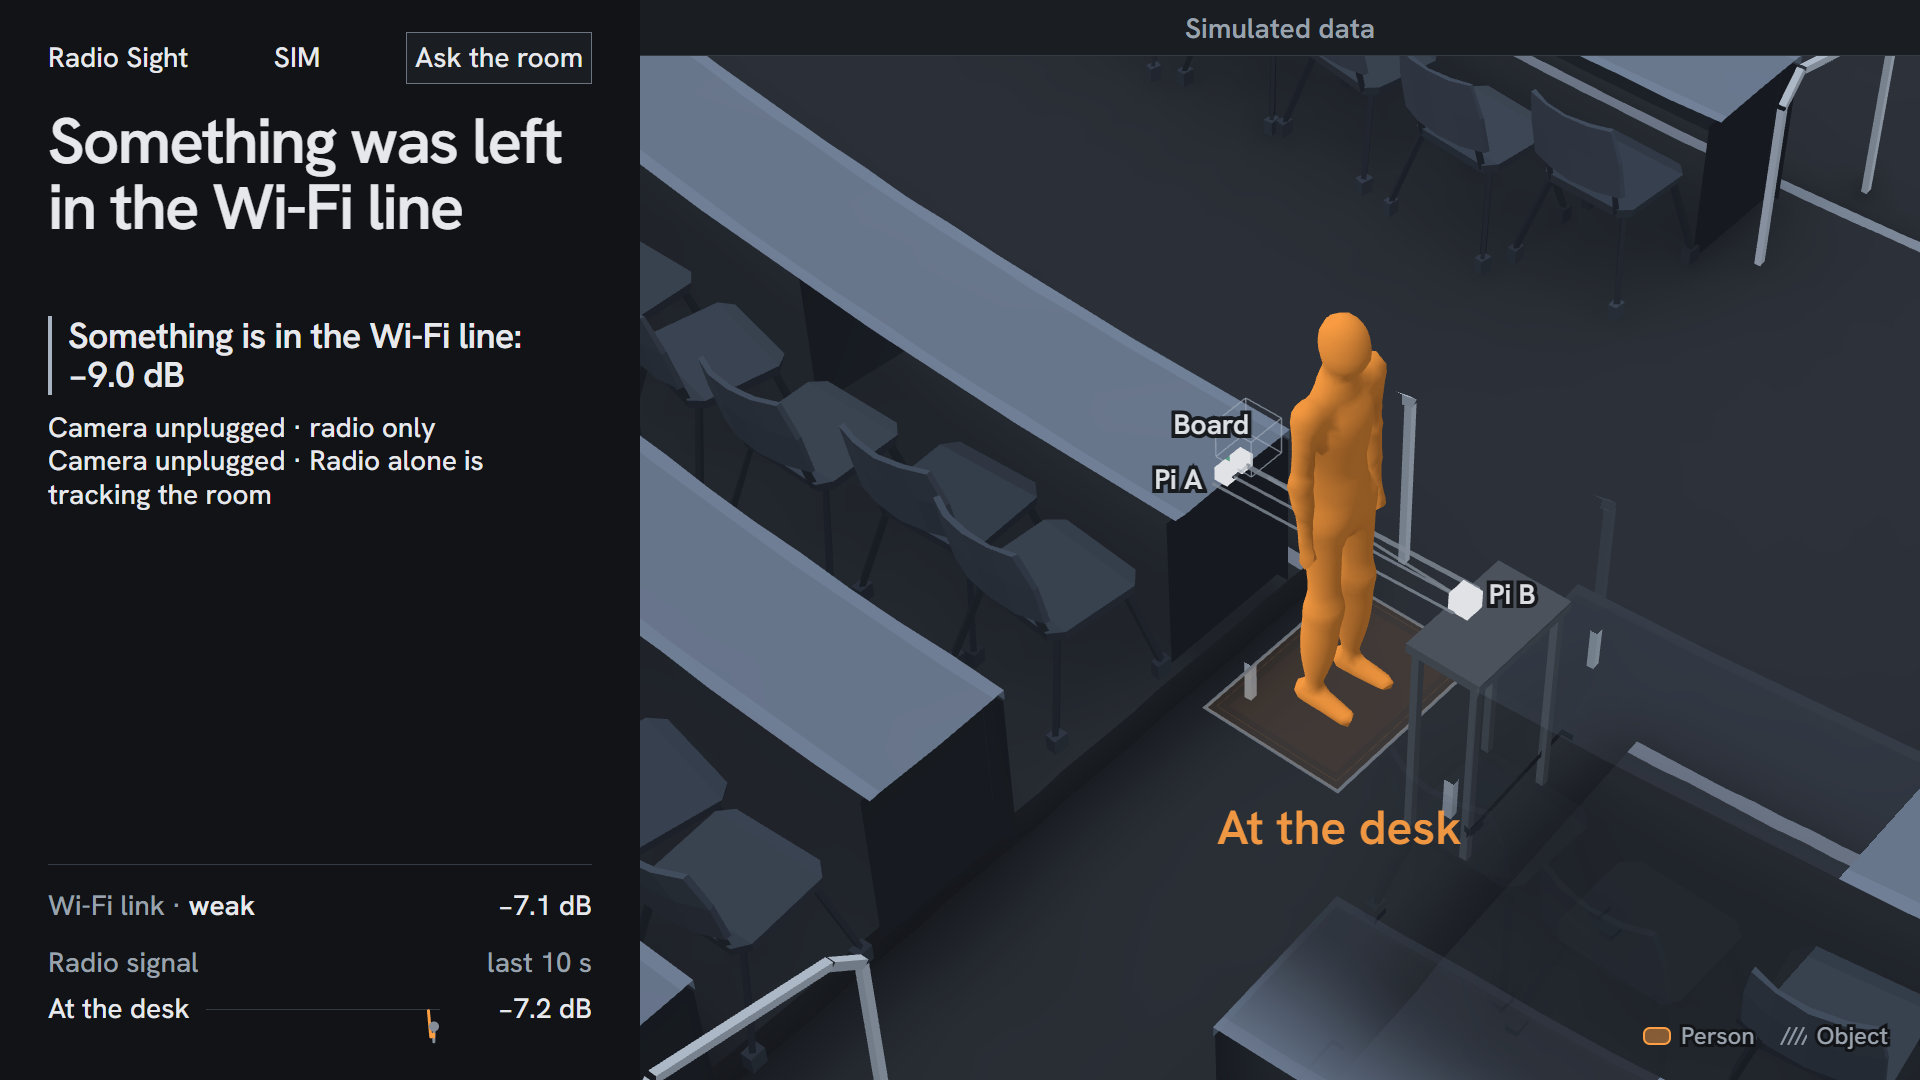 Radio Sight
SIM
Ask the room
Something was left
in the Wi-Fi line
Something is in the Wi-Fi line:
−9.0 dB
Camera unplugged · radio only
Camera unplugged · Radio alone is
tracking the room
Wi-Fi link · weak −7.1 dB
Radio signal last 10 s
At the desk −7.2 dB
Simulated data
Board
Pi A
Pi B
At the desk
Person
Object